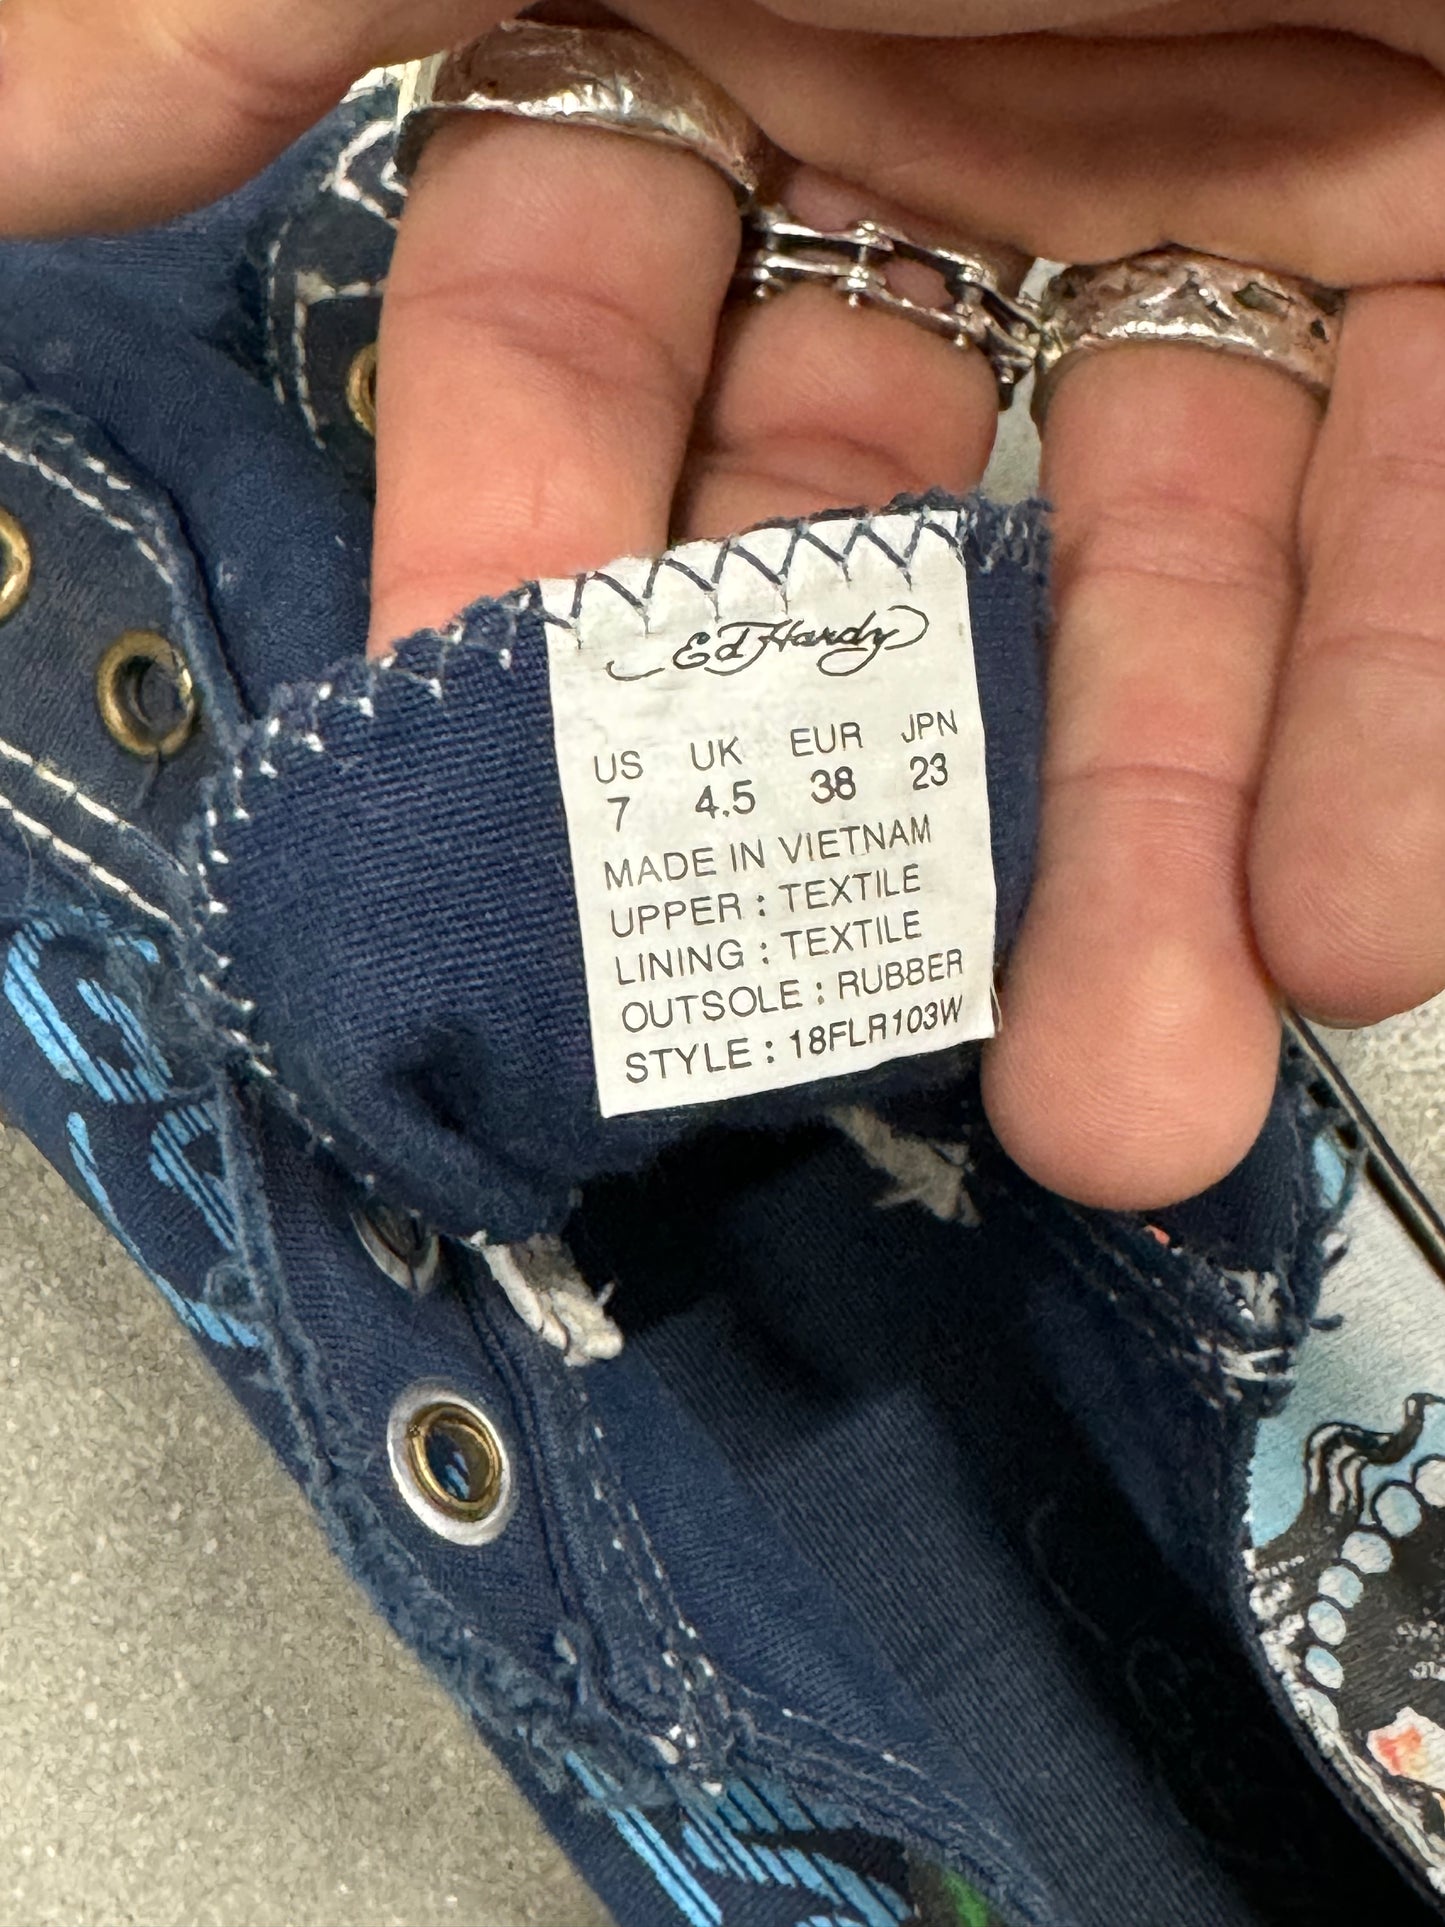 Ed Hardy
US UK EUR JPN
7 4.5 38 23
MADE IN VIETNAM
UPPER : TEXTILE
LINING : TEXTILE
OUTSOLE : RUBBER
STYLE : 18FLR103W